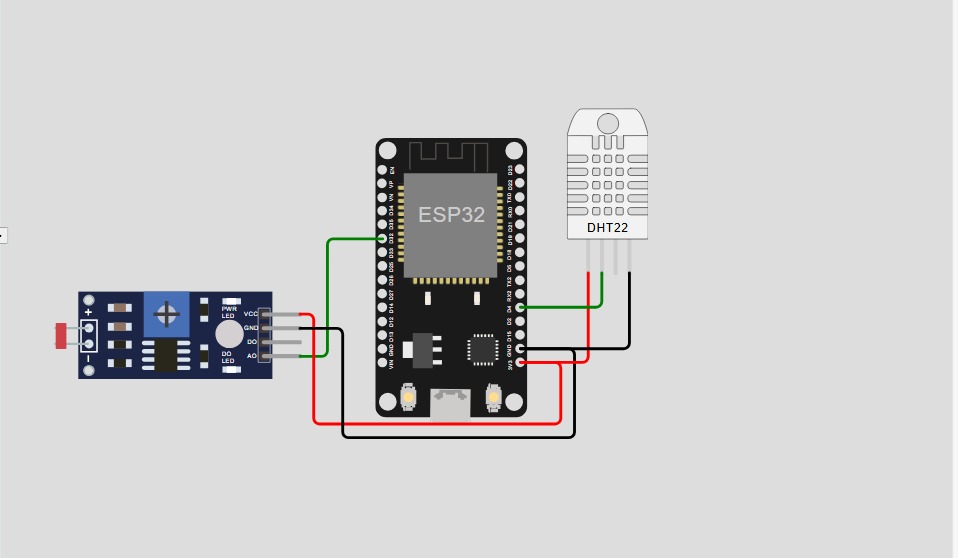 ESP32
DHT22
EN
VP
VN
D34
D35
D32
D33
D25
D26
D27
D14
D12
D13
GND
VIN
D23
D22
TX0
RX0
D21
D19
D18
D5
TX2
RX2
D4
D2
D15
GND
3V3
+
PWR
LED
VCC
GND
DO
AO
DO
LED